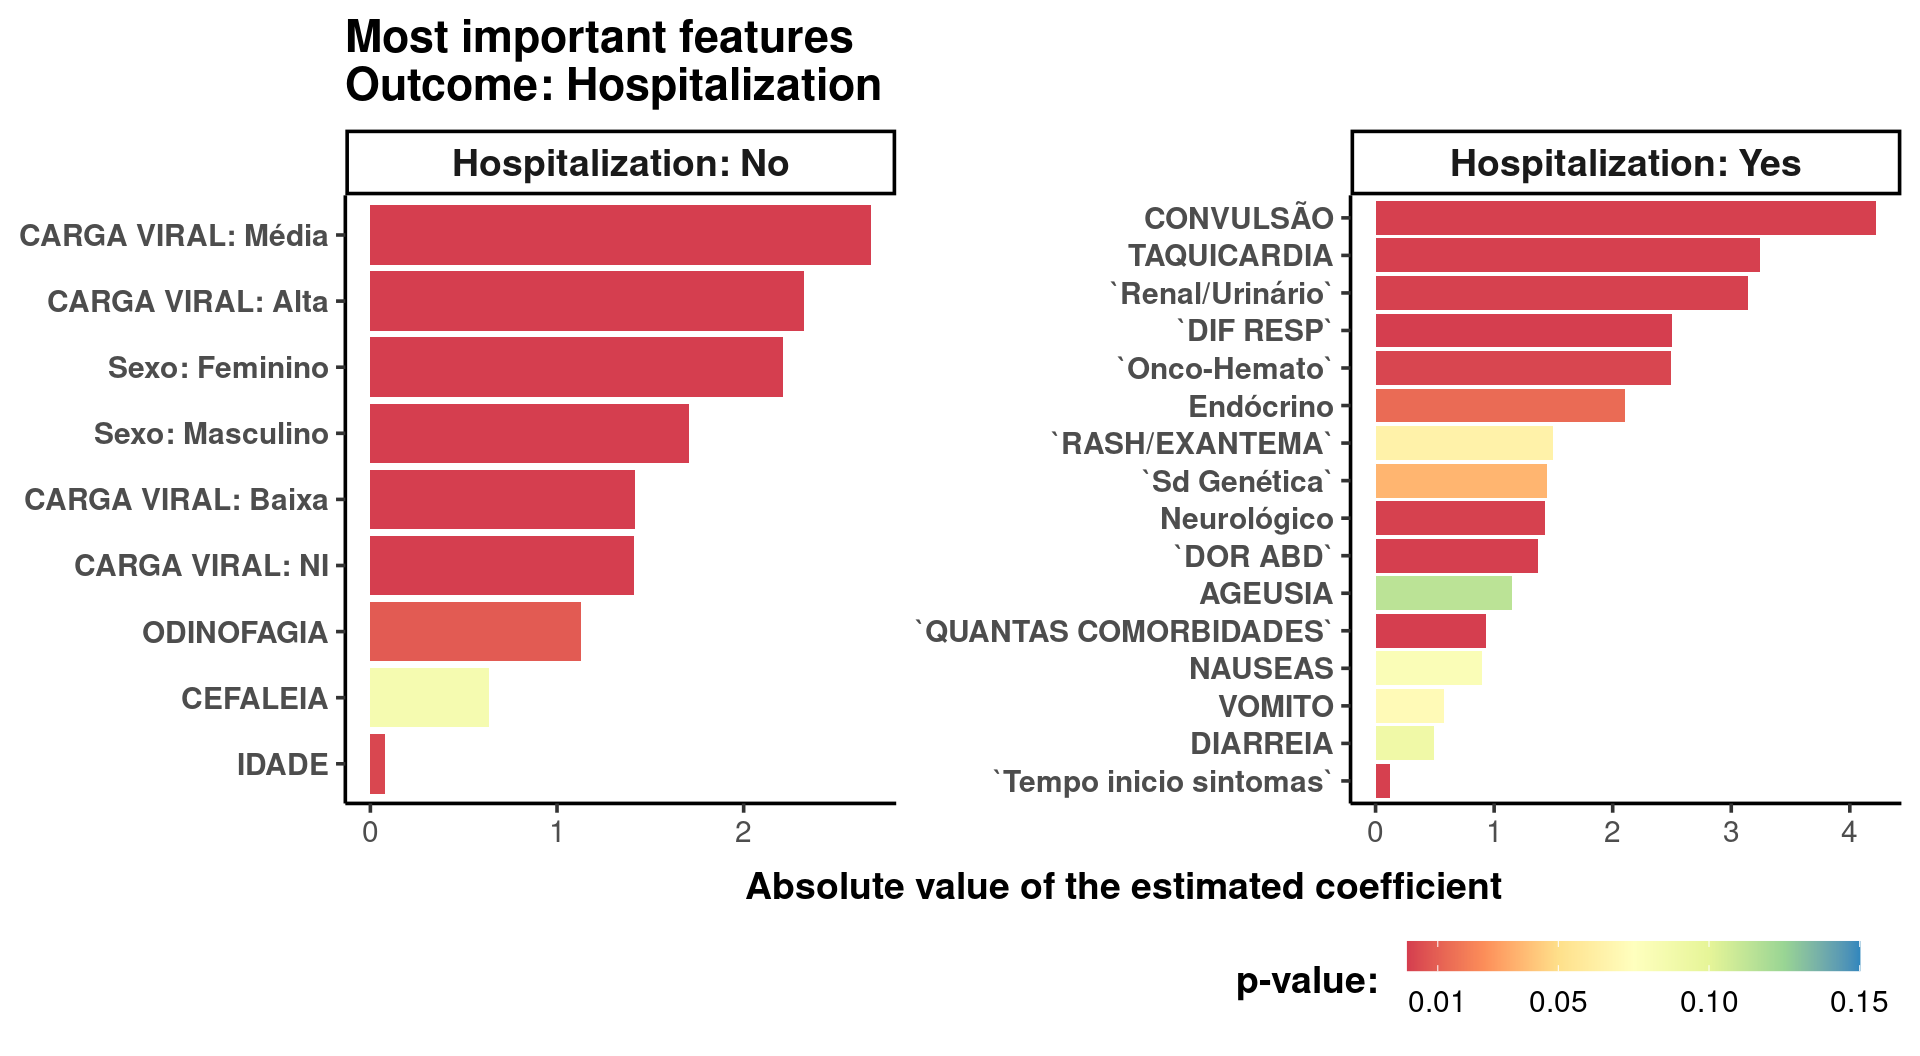 Most important features
Outcome: Hospitalization
Hospitalization: No
CARGA VIRAL: Média
CARGA VIRAL: Alta
Sexo: Feminino
Sexo: Masculino
CARGA VIRAL: Baixa
CARGA VIRAL: NI
ODINOFAGIA
CEFALEIA
IDADE
0 1 2
Hospitalization: Yes
CONVULSÃO
TAQUICARDIA
`Renal/Urinário`
`DIF RESP`
`Onco-Hemato`
Endócrino
`RASH/EXANTEMA`
`Sd Genética`
Neurológico
`DOR ABD`
AGEUSIA
`QUANTAS COMORBIDADES`
NAUSEAS
VOMITO
DIARREIA
`Tempo inicio sintomas`
0 1 2 3 4
Absolute value of the estimated coefficient
p-value:
0.01 0.05 0.10 0.15